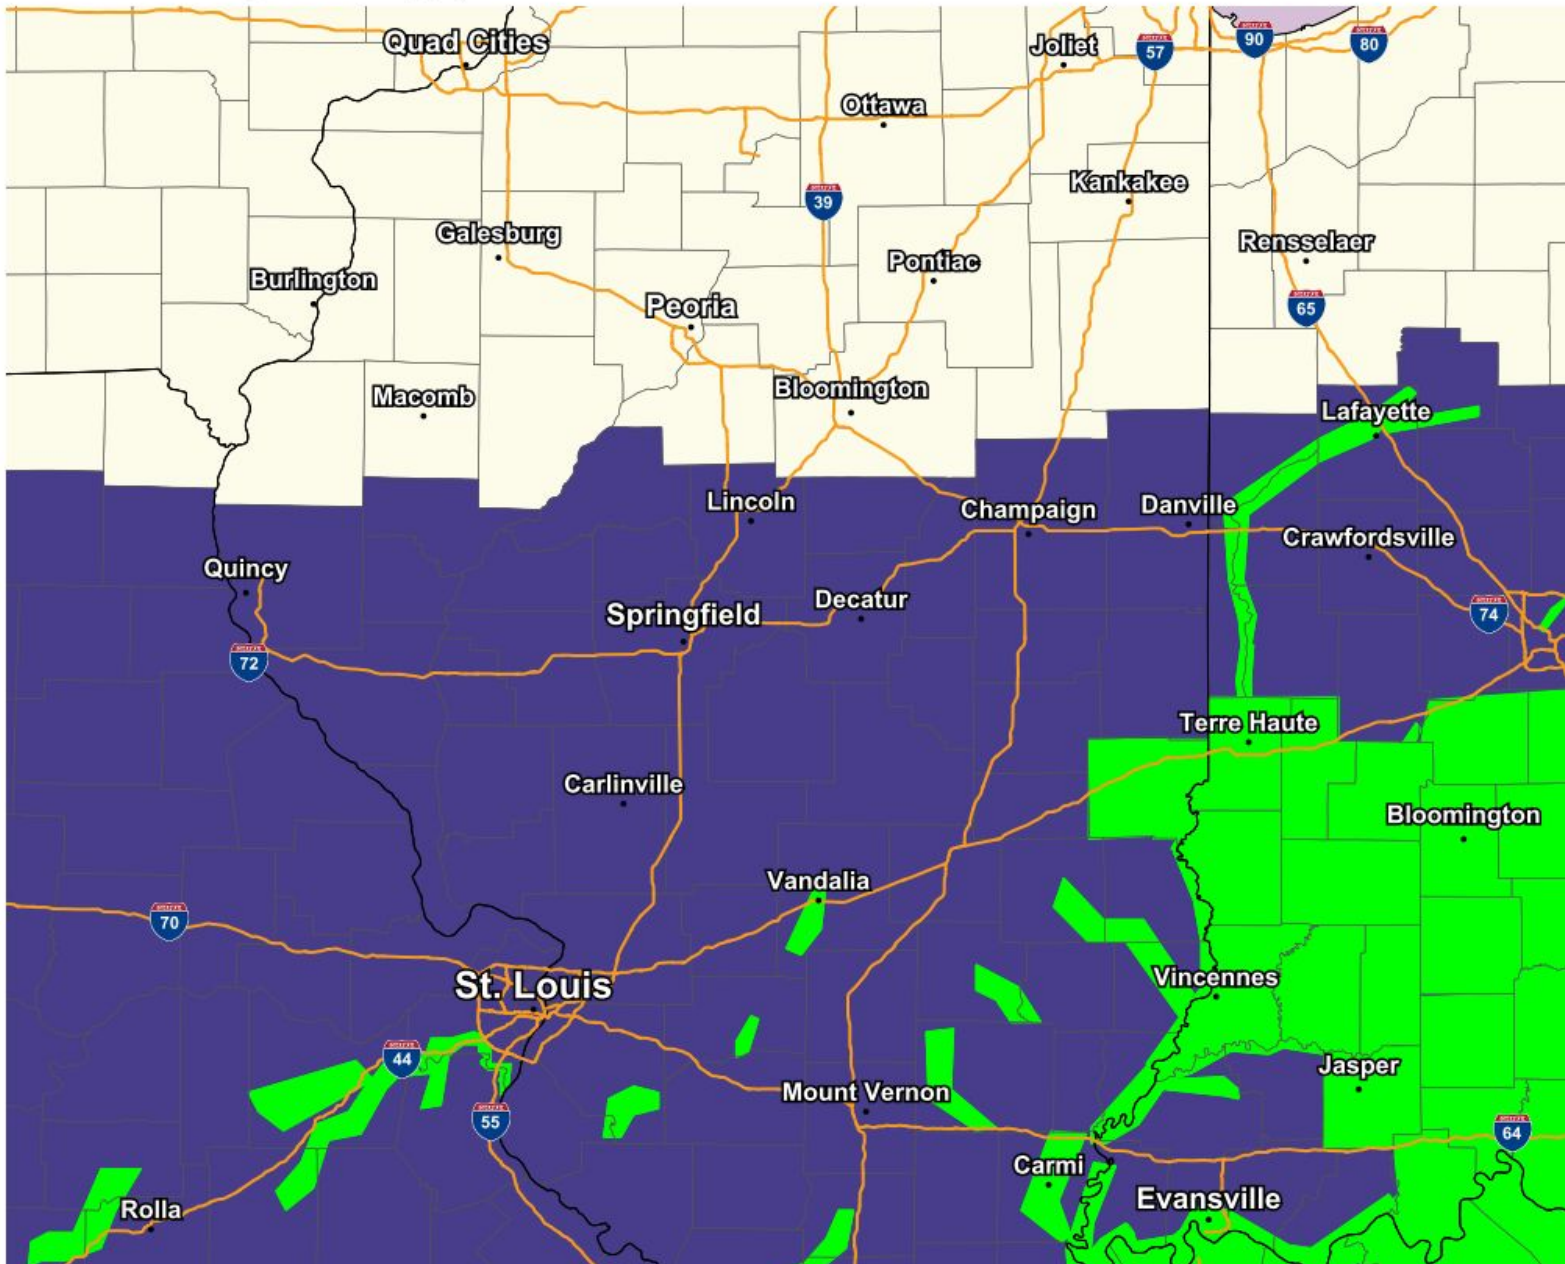 Quad Cities
Joliet
57
90
80
Ottawa
Kankakee
39
Galesburg
Rensselaer
Pontiac
Burlington
Peoria
65
Macomb
Bloomington
Lafayette
Lincoln
Champaign
Danville
Crawfordsville
Quincy
Springfield
Decatur
74
72
Terre Haute
Carlinville
Bloomington
Vandalia
70
St. Louis
Vincennes
44
Jasper
Mount Vernon
55
64
Carmi
Evansville
Rolla